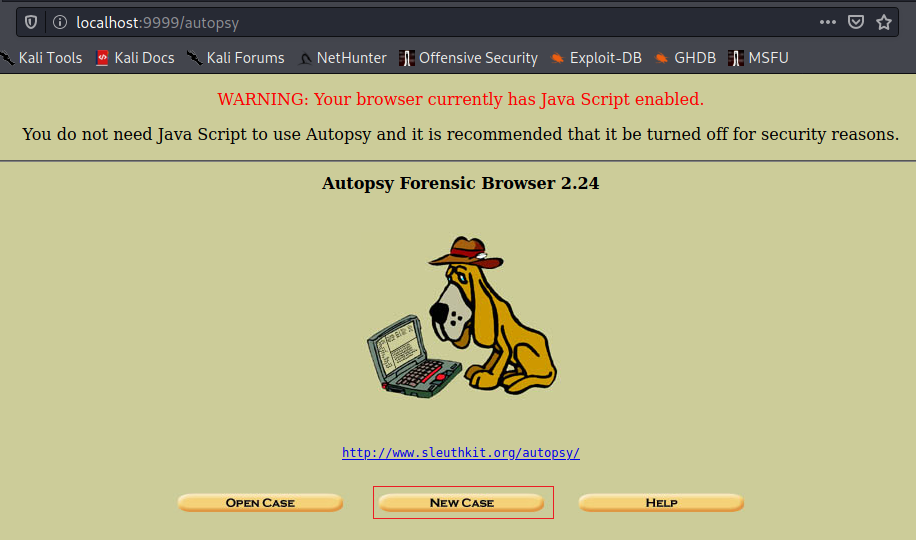 localhost:9999/autopsy
Kali Tools Kali Docs Kali Forums NetHunter Offensive Security Exploit-DB GHDB MSFU
WARNING: Your browser currently has Java Script enabled.
You do not need Java Script to use Autopsy and it is recommended that it be turned off for security reasons.
Autopsy Forensic Browser 2.24
http://www.sleuthkit.org/autopsy/
OPEN CASE NEW CASE HELP